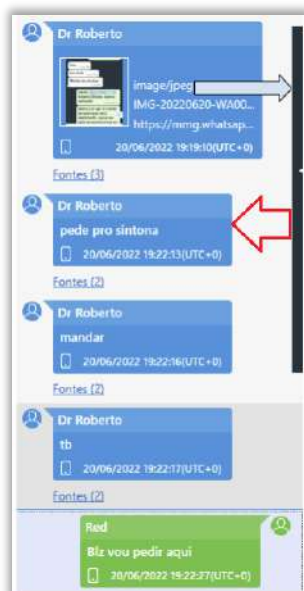 Dr Roberto
image/jpeg
IMG-20220620-WA00...
https://mmg.whatsap...
20/06/2022 19:19:10(UTC+0)
Fontes (3)
Dr Roberto
pede pro sintona
20/06/2022 19:22:13(UTC+0)
Fontes (2)
Dr Roberto
mandar
20/06/2022 19:22:16(UTC+0)
Fontes (2)
Dr Roberto
tb
20/06/2022 19:22:17(UTC+0)
Fontes (2)
Red
Blz vou pedir aqui
20/06/2022 19:22:27(UTC+0)